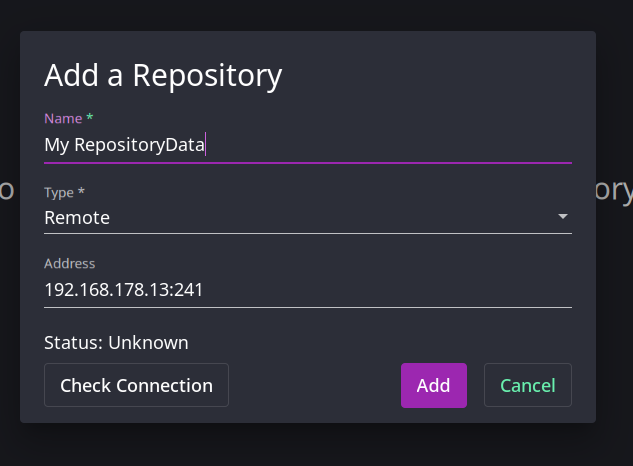 Add a Repository
Name *
My RepositoryData
o
ory
Type *
Remote
Address
192.168.178.13:241
Status: Unknown
Check Connection
Add
Cancel